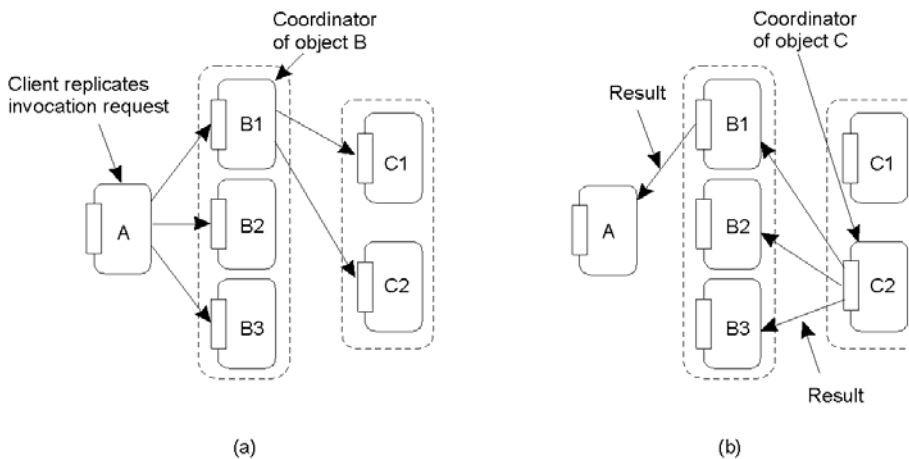 Coordinator
of object B
Client replicates
invocation request
A
B1
B2
B3
C1
C2
(a)
Coordinator
of object C
Result
A
B1
B2
B3
C1
C2
Result
(b)